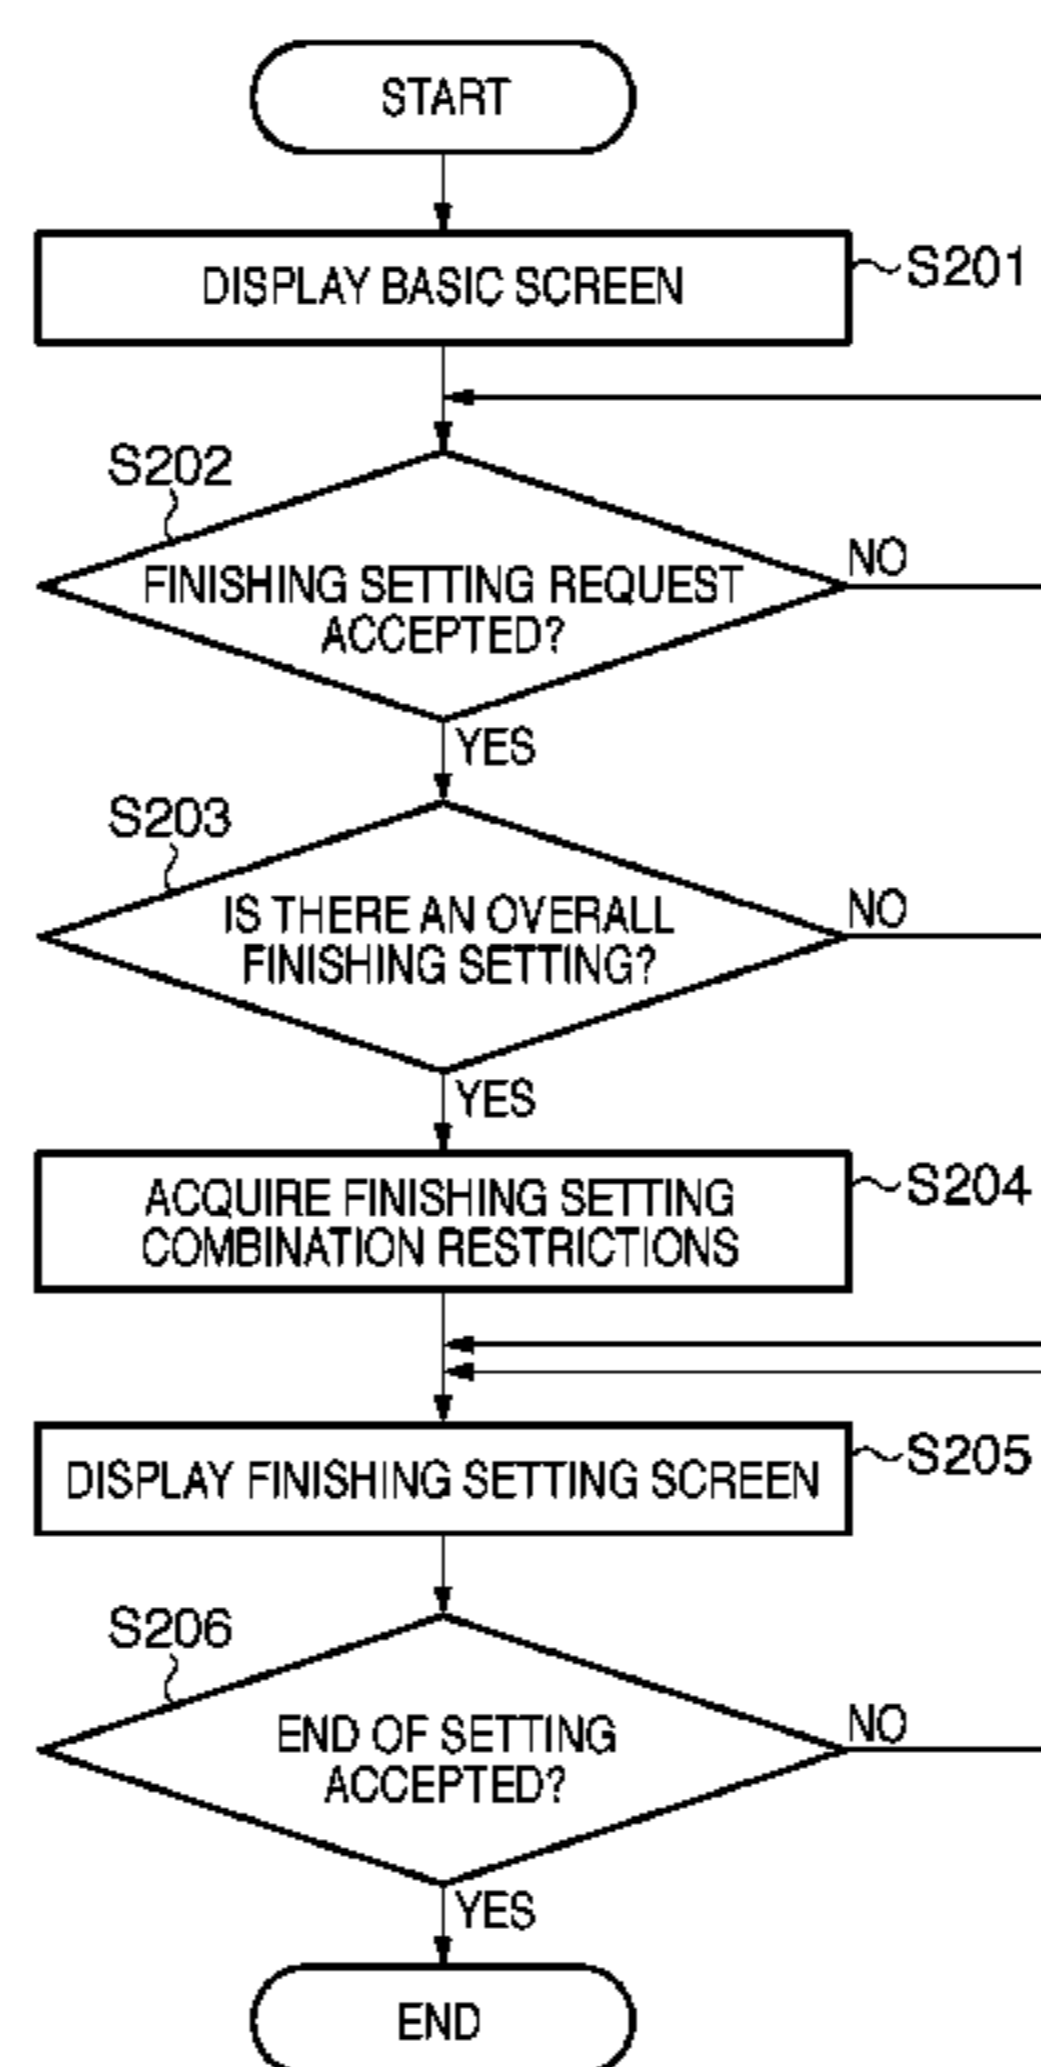 START
DISPLAY BASIC SCREEN
S201
S202
FINISHING SETTING REQUEST
ACCEPTED?
NO
YES
S203
IS THERE AN OVERALL
FINISHING SETTING?
NO
YES
ACQUIRE FINISHING SETTING
COMBINATION RESTRICTIONS
S204
DISPLAY FINISHING SETTING SCREEN
S205
S206
END OF SETTING
ACCEPTED?
NO
YES
END